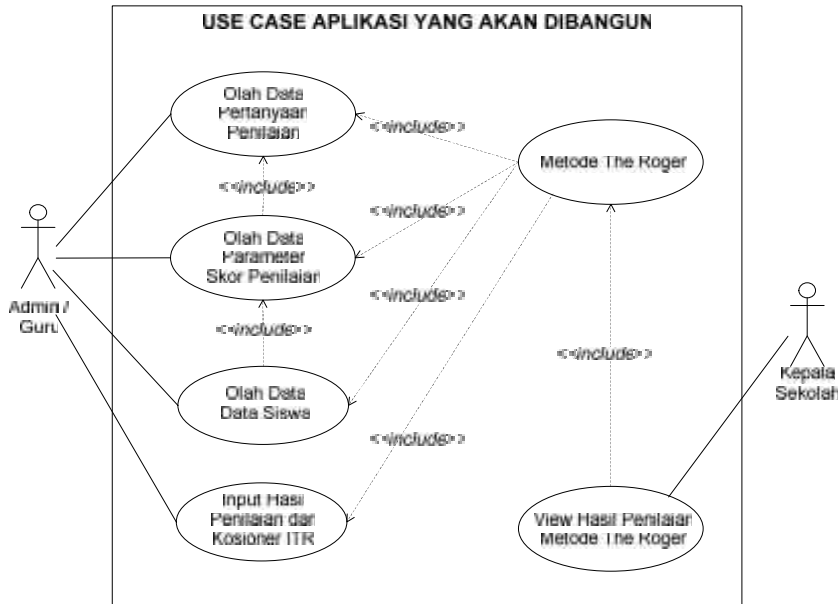 USE CASE APLIKASI YANG AKAN DIBANGUN
Olah Data
Pertanyaan
Penilaian
<<include>>
Metode The Roger
<<include>>
<<include>>
Olah Data
Parameter
Skor Penilaian
Admin /
Guru
<<include>>
<<include>>
<<include>>
Kepala
Sekolah
Olah Data
Data Siswa
<<include>>
Input Hasil
Penilaian dar
Kosioner ITR
View Hasil Penilaian
Metode The Roger